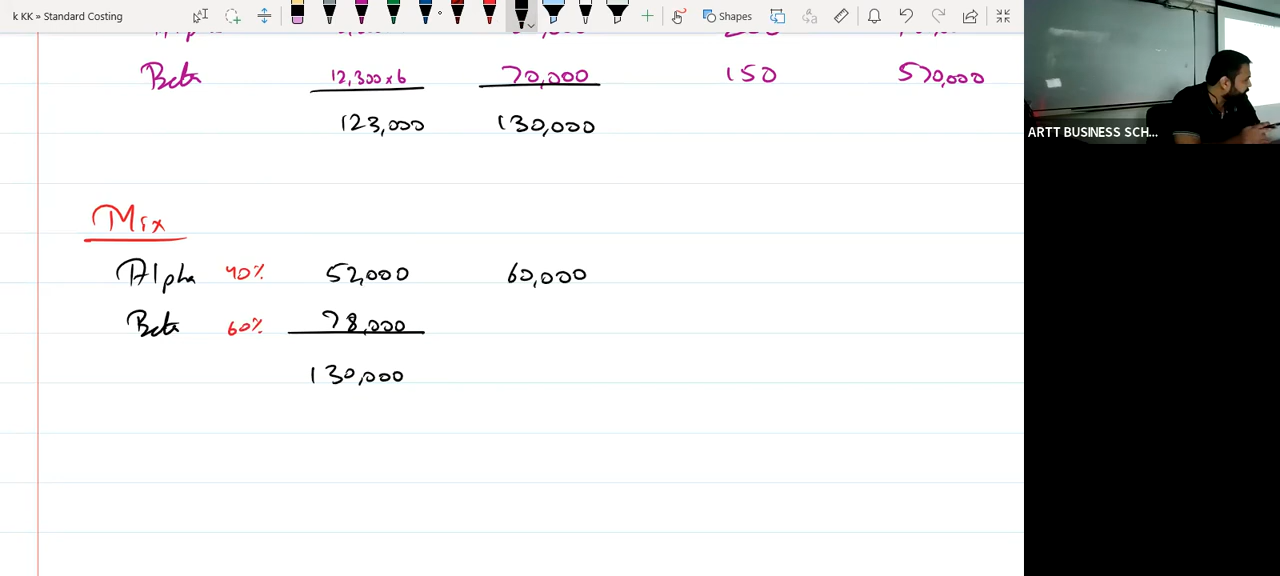 k KK » Standard Costing
Shapes
Beta 12,300 x 6 70,000 150 570,000
123,000 130,000
ARTT BUSINESS SCH...
Mix
Alpha 40% 52,000 60,000
Beta 60% 78,000
130,000